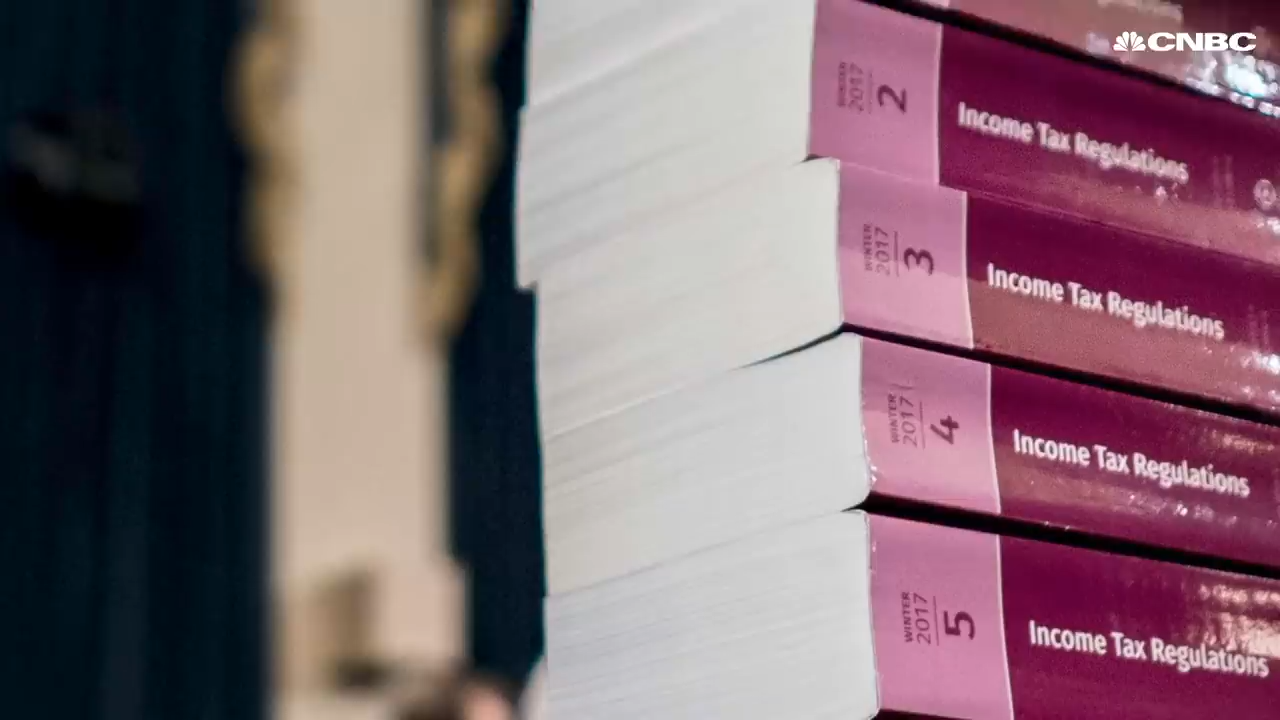 CNBC
WINTER
2017
2
Income Tax Regulations
WINTER
2017
3
Income Tax Regulations
WINTER
2017
4
Income Tax Regulations
WINTER
2017
5
Income Tax Regulations